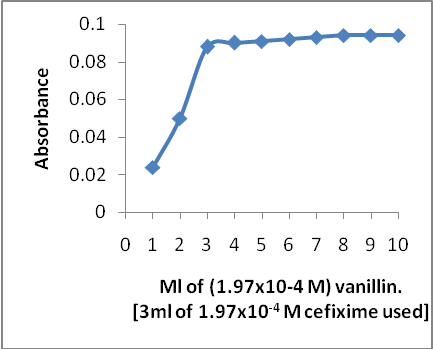 0.1
0.08
0.06
0.04
0.02
0
Absorbance
0 1 2 3 4 5 6 7 8 9 10
Ml of (1.97x10-4 M) vanillin.
[3ml of 1.97x10⁻⁴ M cefixime used]